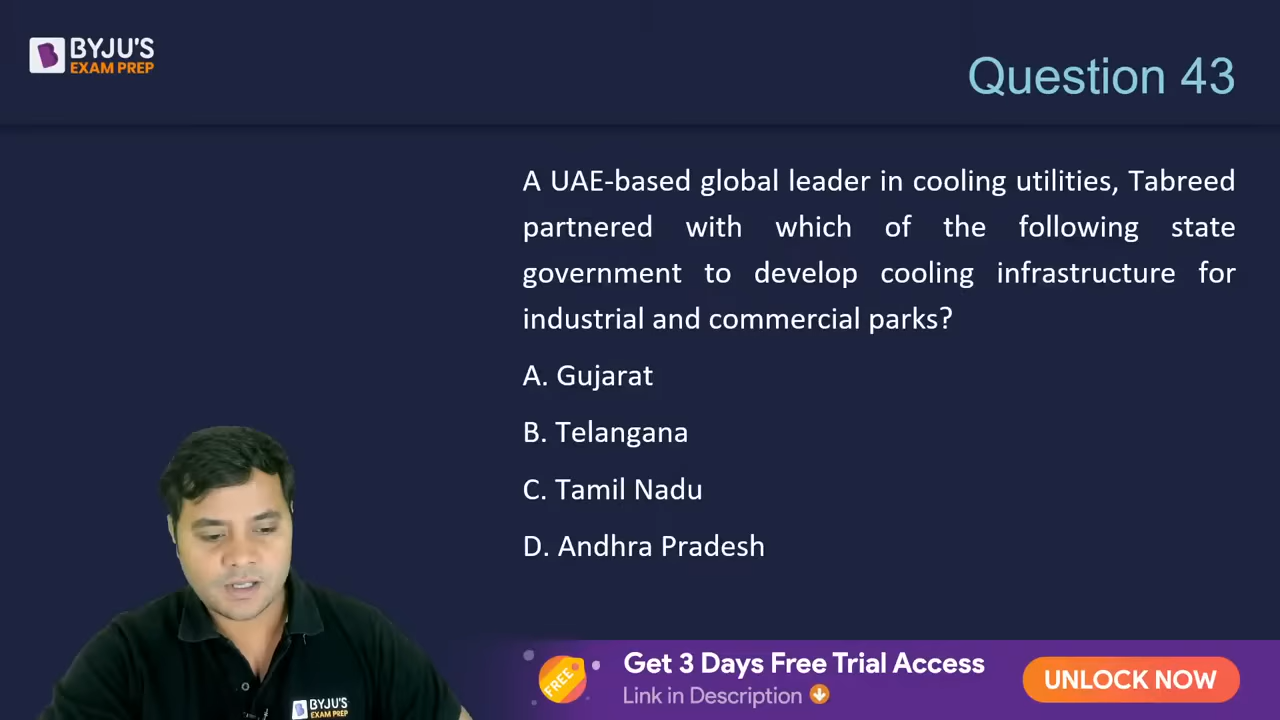 BYJU'S
EXAM PREP
Question 43
A UAE-based global leader in cooling utilities, Tabreed
partnered with which of the following state
government to develop cooling infrastructure for
industrial and commercial parks?
A. Gujarat
B. Telangana
C. Tamil Nadu
D. Andhra Pradesh
BYJU'S
EXAM PREP
FREE
Get 3 Days Free Trial Access
Link in Description
UNLOCK NOW